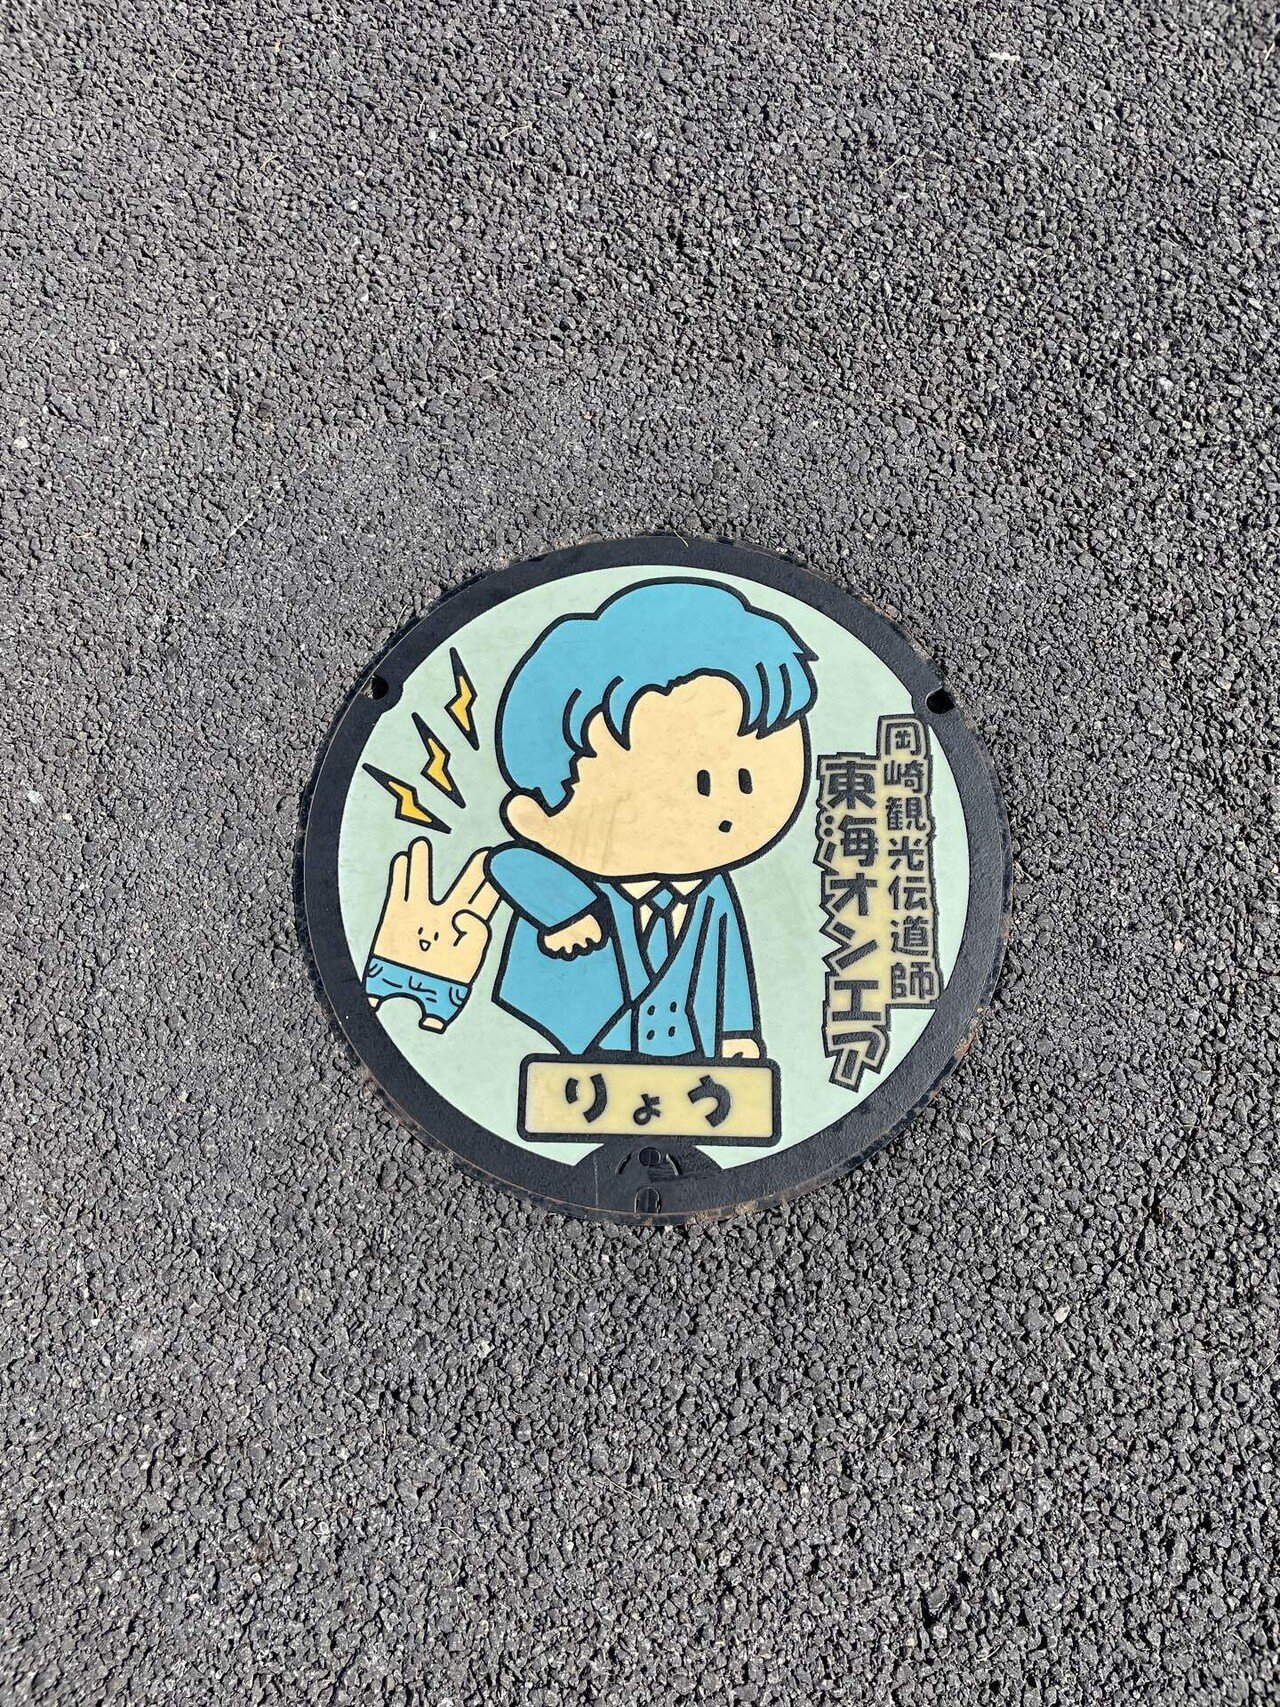 岡崎観光伝道師
東海オンエア
りょう